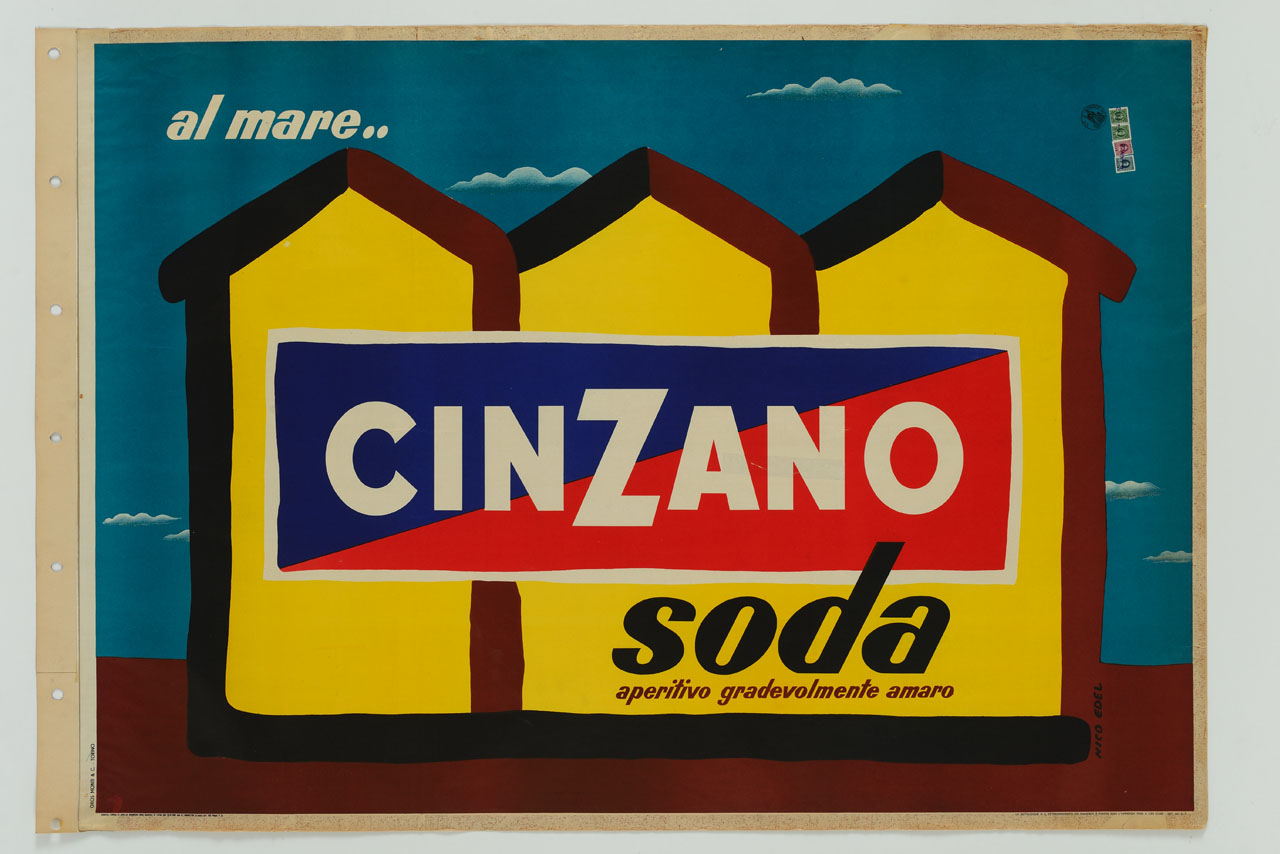 al mare..
CINZANO
soda
aperitivo gradevolmente amaro
NICO EDEL